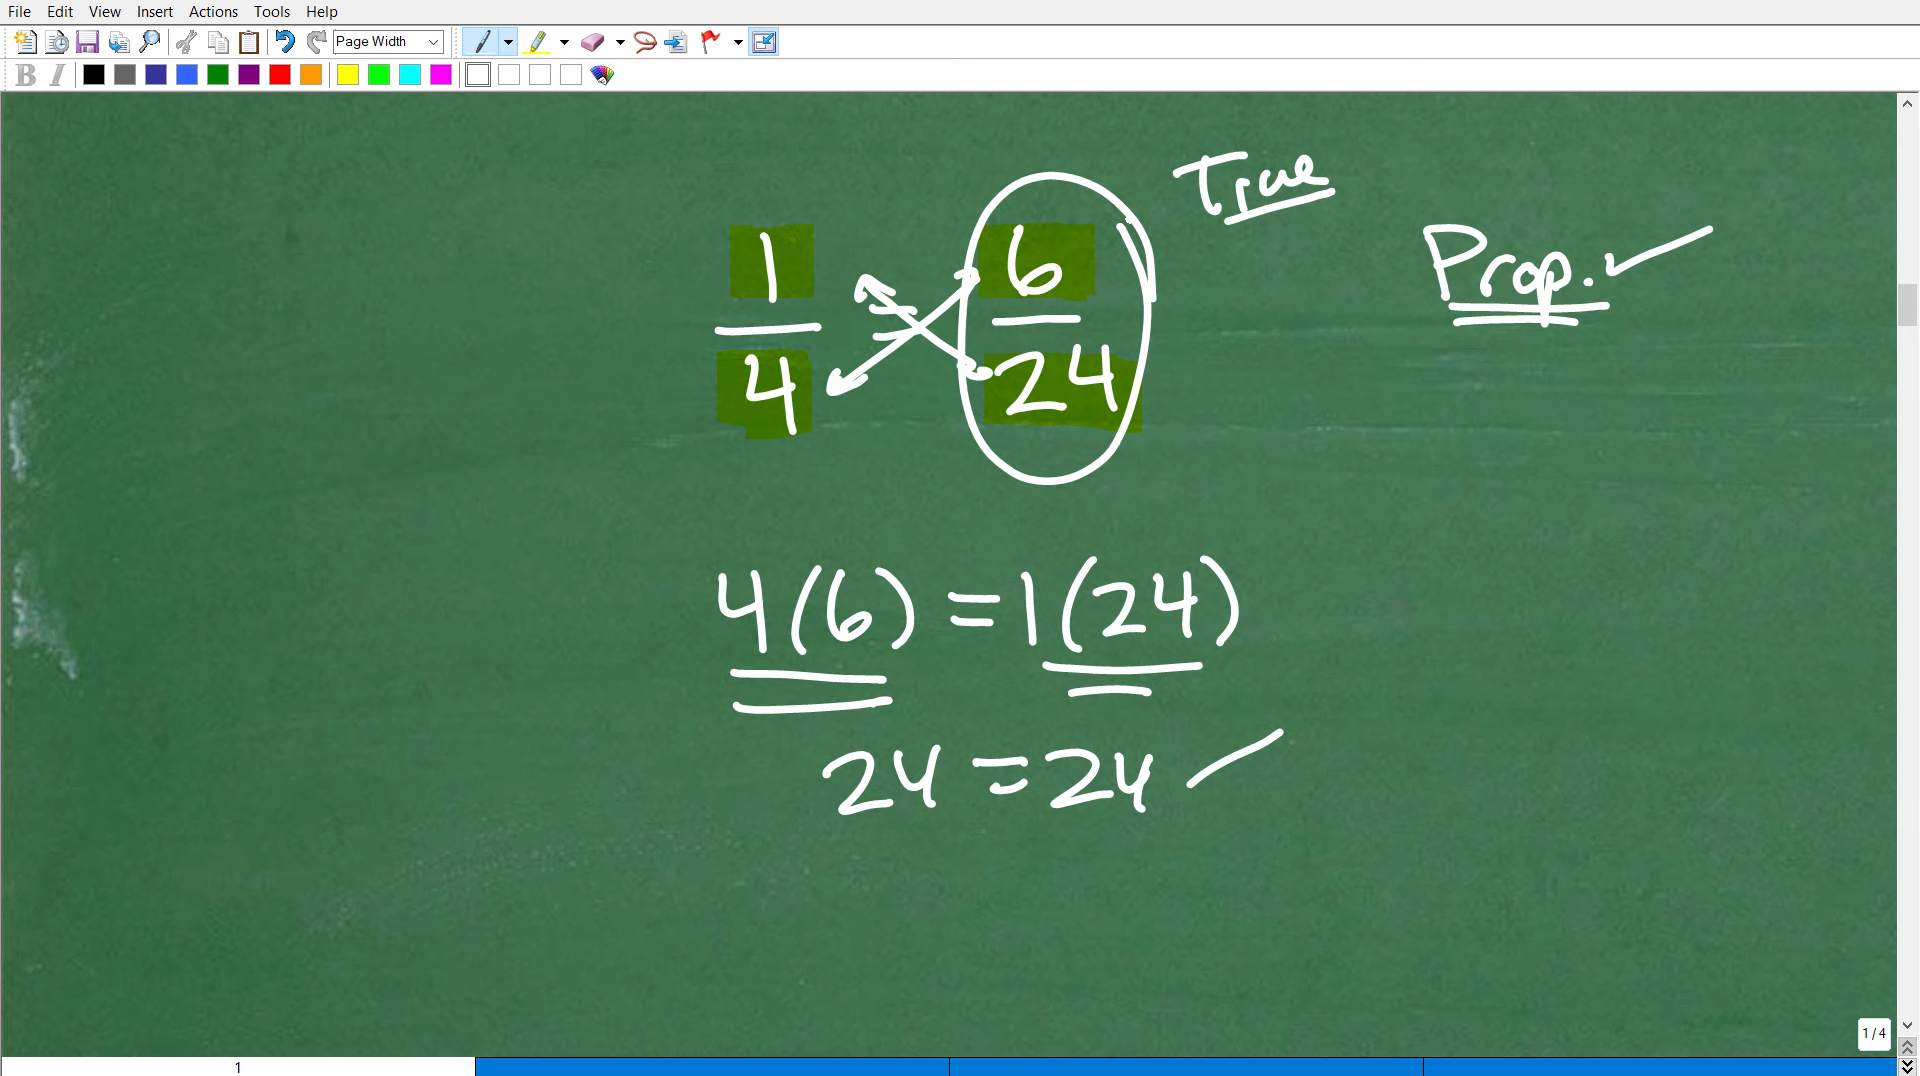 File Edit View Insert Actions Tools Help
Page Width
B I
True
Prop. ✓
1/4 = 6/24
4(6) = 1(24)
24 = 24 ✓
1/4
1